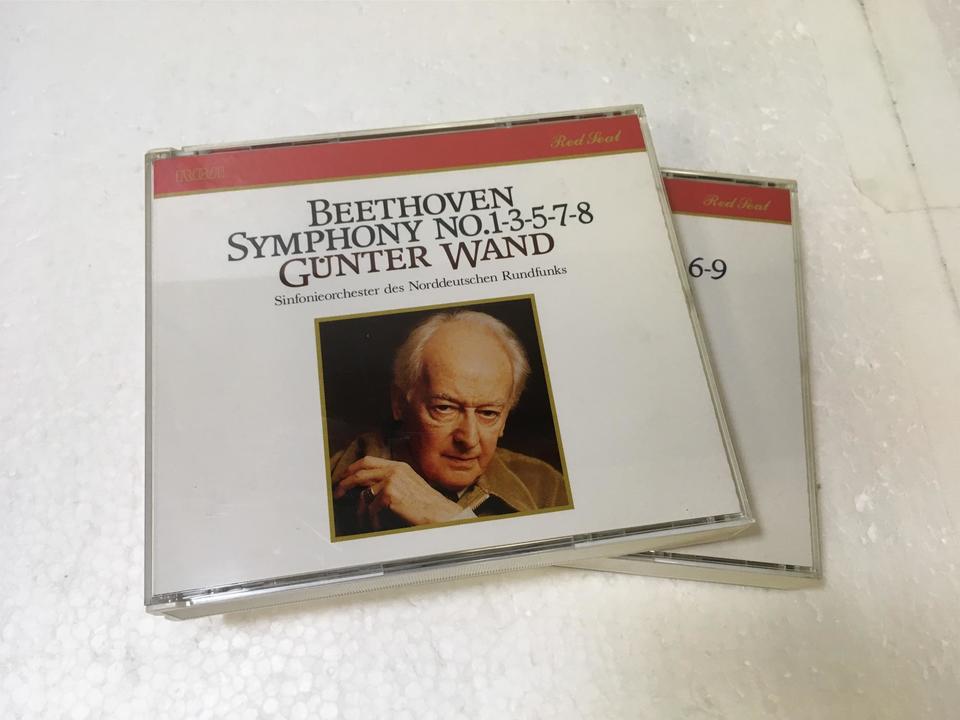 RCA
Red Seal
BEETHOVEN
SYMPHONY NO.1-3-5-7-8
GÜNTER WAND
Sinfonieorchester des Norddeutschen Rundfunks
Red Seal
6-9